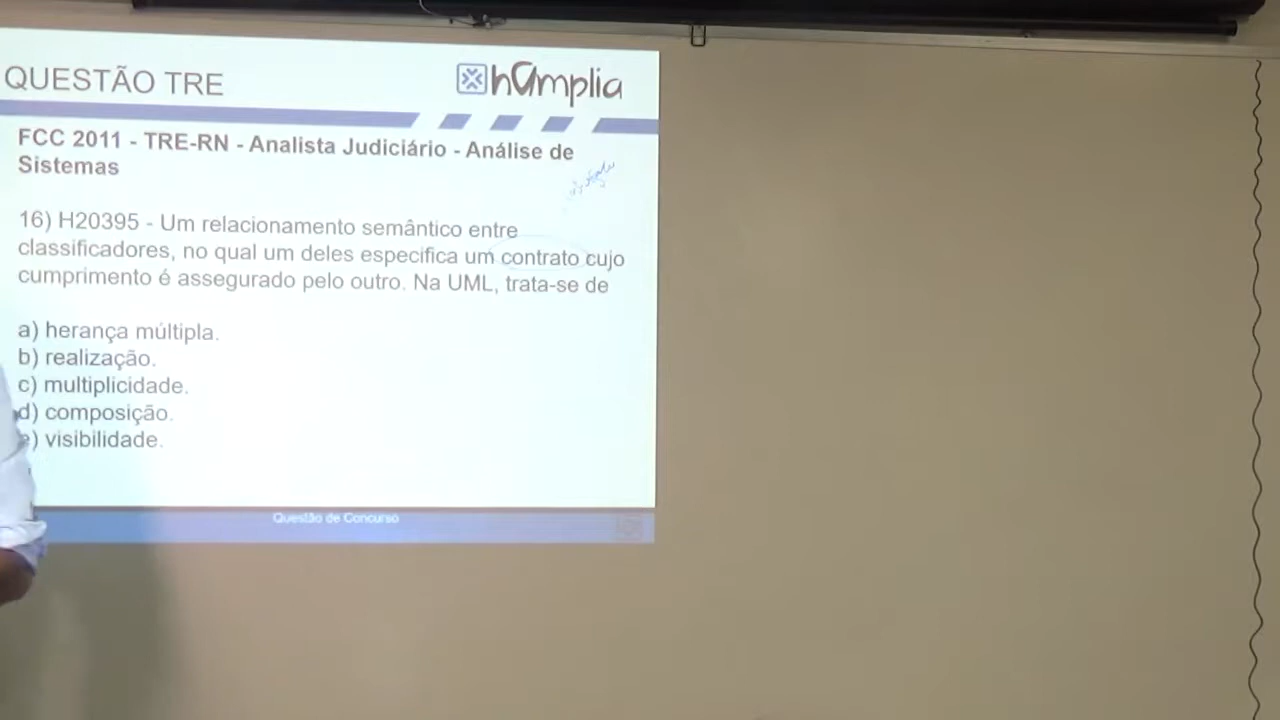 QUESTÃO TRE
hamplia
FCC 2011 - TRE-RN - Analista Judiciário - Análise de
Sistemas
16) H20395 - Um relacionamento semântico entre
classificadores, no qual um deles especifica um contrato cujo
cumprimento é assegurado pelo outro. Na UML, trata-se de
a) herança múltipla.
b) realização.
c) multiplicidade.
d) composição.
e) visibilidade.
Questão de Concurso